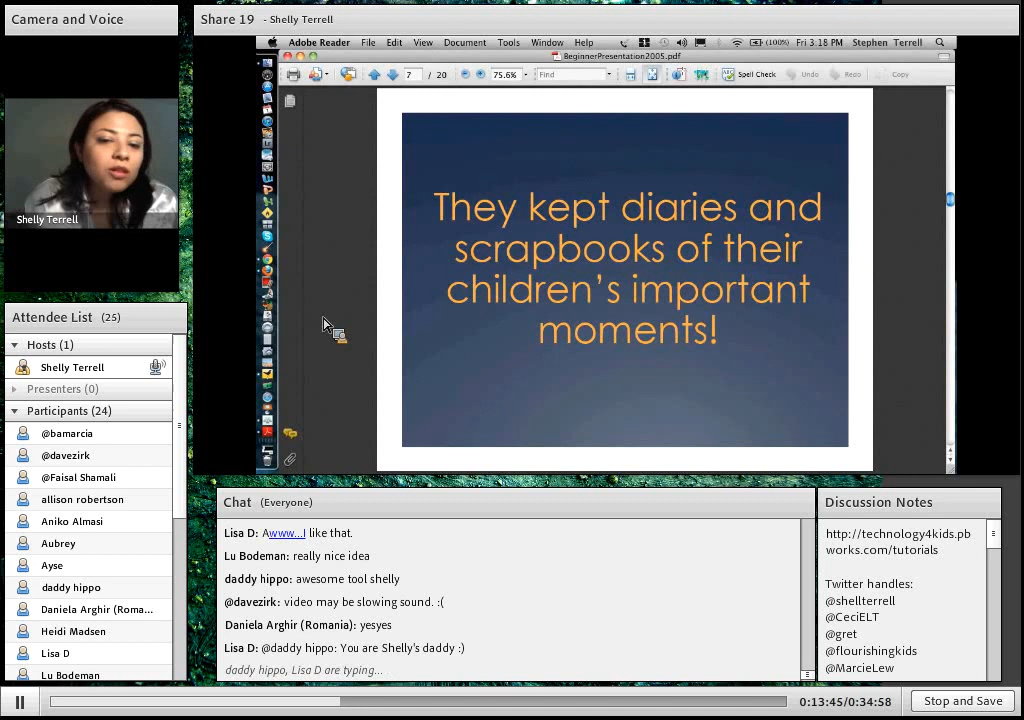 Camera and Voice
Shelly Terrell
Share 19 - Shelly Terrell
Adobe Reader File Edit View Document Tools Window Help (100%) Fri 3:18 PM Stephen Terrell
BeginnerPresentation2005.pdf
7 / 20 75.6% Find Spell Check Undo Redo Copy
They kept diaries and
scrapbooks of their
children's important
moments!
Attendee List (25)
Hosts (1)
Shelly Terrell
Presenters (0)
Participants (24)
@bamarcia
@davezirk
@Faisal Shamali
allison robertson
Aniko Almasi
Aubrey
Ayse
daddy hippo
Daniela Arghir (Roma...
Heidi Madsen
Lisa D
Lu Bodeman
Chat (Everyone)
Lisa D: Awww...I like that.
Lu Bodeman: really nice idea
daddy hippo: awesome tool shelly
@davezirk: video may be slowing sound. :(
Daniela Arghir (Romania): yesyes
Lisa D: @daddy hippo: You are Shelly's daddy :)
daddy hippo, Lisa D are typing...
Discussion Notes
http://technology4kids.pb
works.com/tutorials
Twitter handles:
@shellterrell
@CeciELT
@gret
@flourishingkids
@MarcieLew
0:13:45/0:34:58
Stop and Save